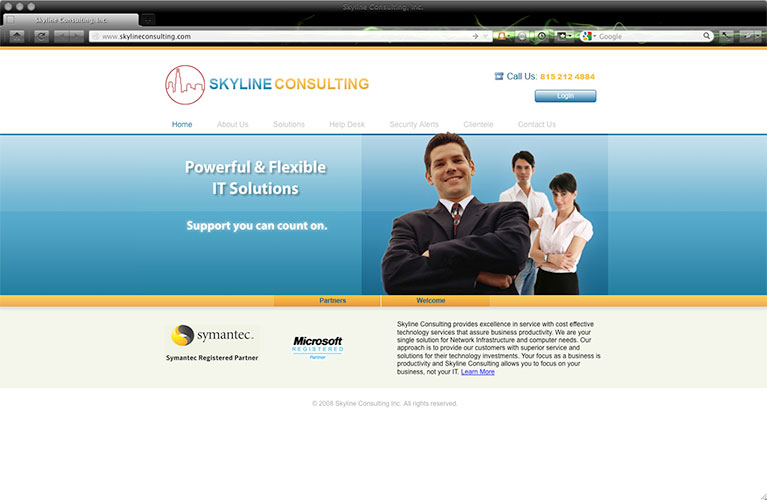 Skyline Consulting, Inc.
Skyline Consulting, Inc.
www.skylineconsulting.com
Google
SKYLINE CONSULTING
Call Us: 815 212 4884
Login
Home About Us Solutions Help Desk Security Alerts Clientele Contact Us
Powerful & Flexible
IT Solutions
Support you can count on.
Partners Welcome
symantec.
Symantec Registered Partner
Microsoft
REGISTERED
Partner
Skyline Consulting provides excellence in service with cost effective
technology services that assure business productivity. We are your
single solution for Network Infrastructure and computer needs. Our
approach is to provide our customers with superior service and
solutions for their technology investments. Your focus as a business is
productivity and Skyline Consulting allows you to focus on your
business, not your IT. Learn More
© 2008 Skyline Consulting Inc. All rights reserved.